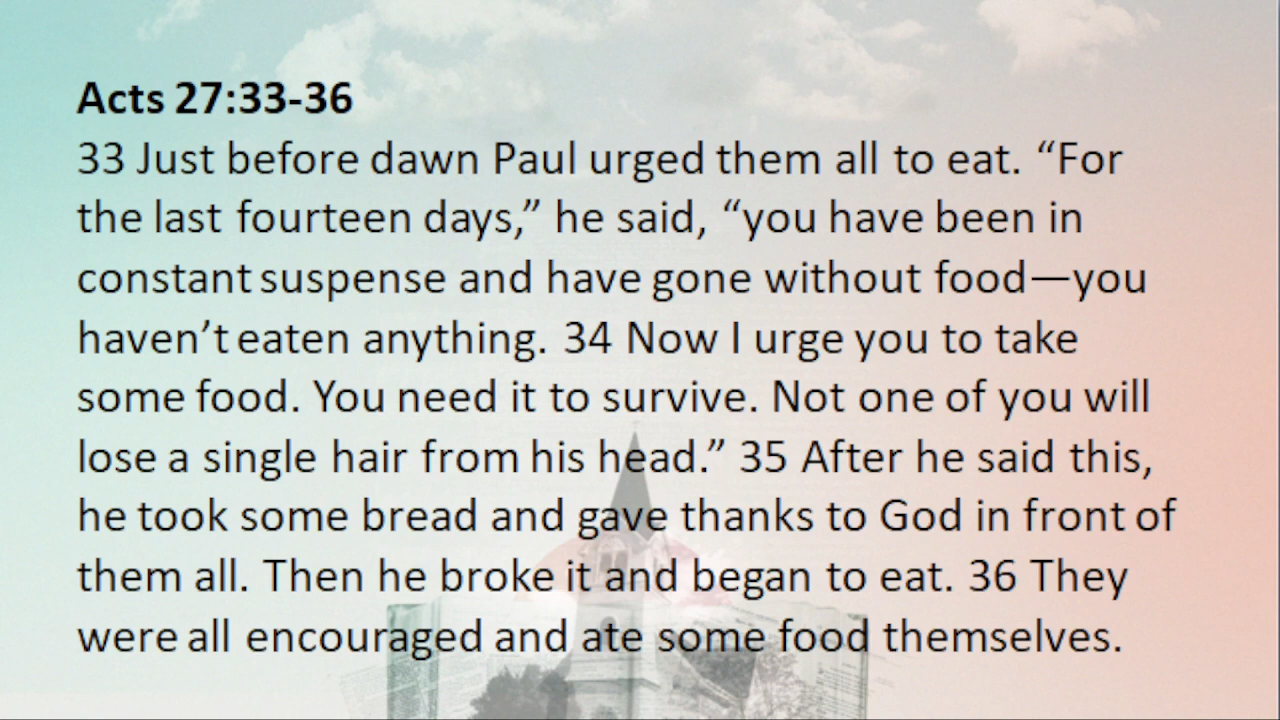 Acts 27:33-36
33 Just before dawn Paul urged them all to eat. “For
the last fourteen days,” he said, “you have been in
constant suspense and have gone without food—you
haven’t eaten anything. 34 Now I urge you to take
some food. You need it to survive. Not one of you will
lose a single hair from his head.” 35 After he said this,
he took some bread and gave thanks to God in front of
them all. Then he broke it and began to eat. 36 They
were all encouraged and ate some food themselves.